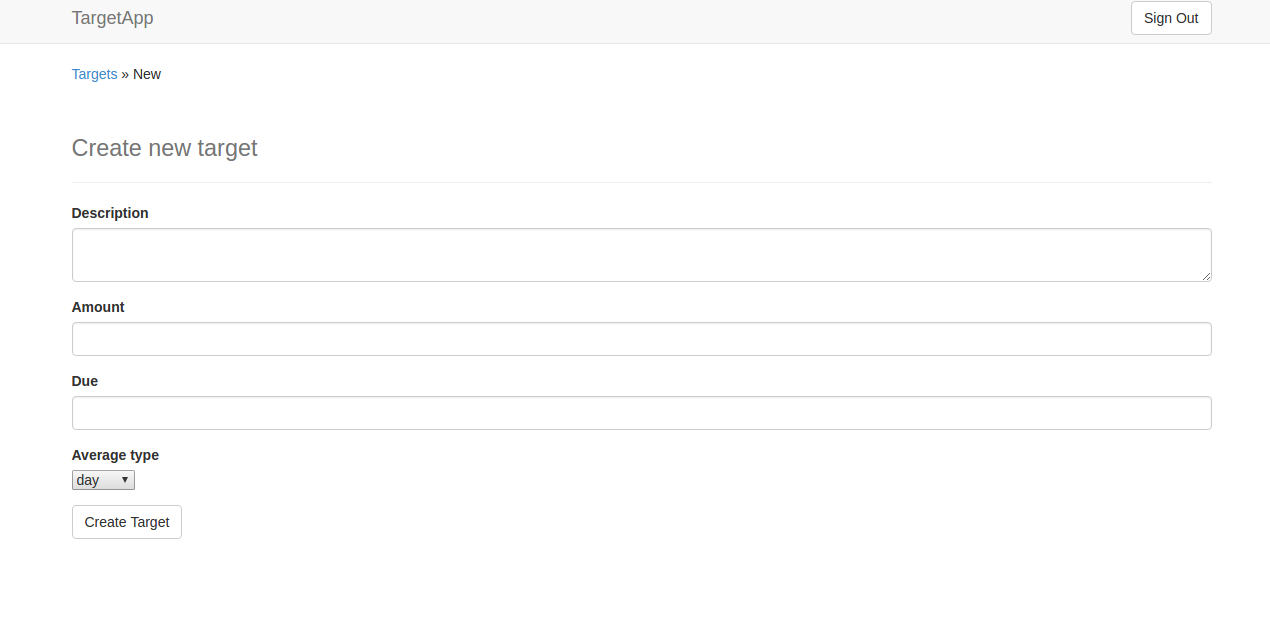 TargetApp
Sign Out
Targets » New
Create new target
Description
Amount
Due
Average type
day
Create Target